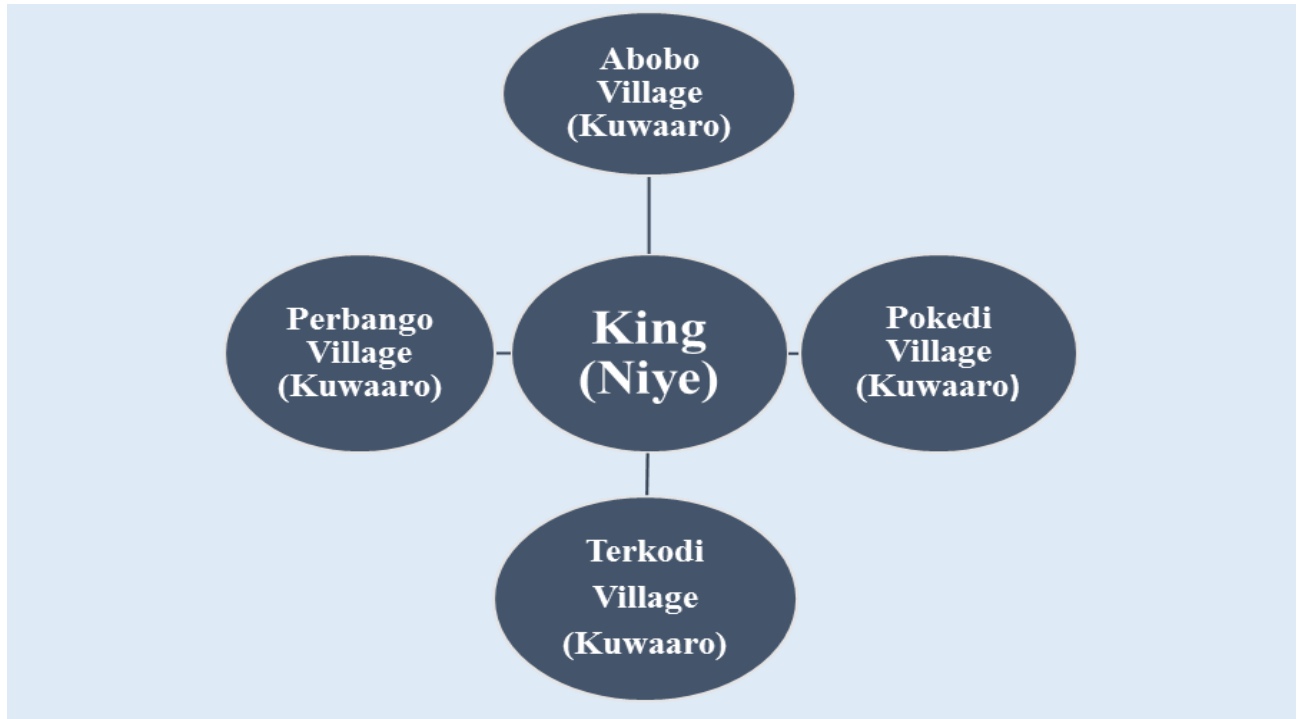 Abobo
Village
(Kuwaaro)
Perbango
Village
(Kuwaaro)
King
(Niye)
Pokedi
Village
(Kuwaaro)
Terkodi
Village
(Kuwaaro)